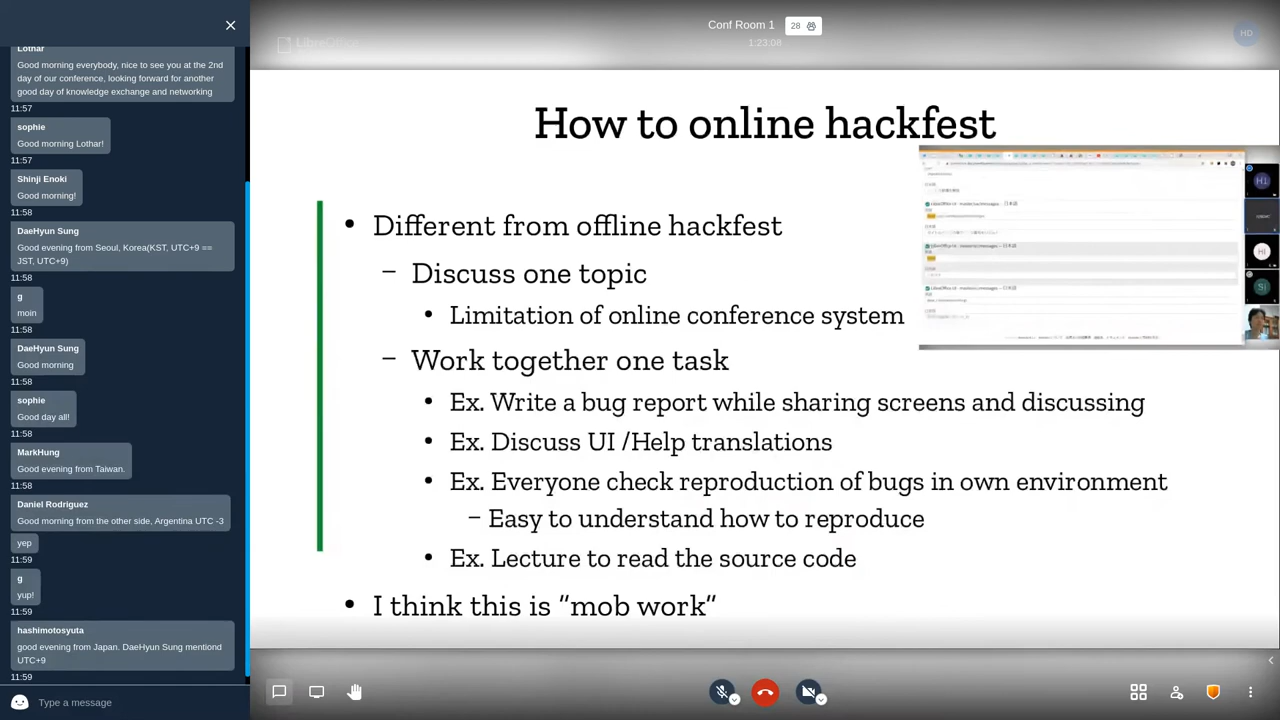 Lothar
Good morning everybody, nice to see you at the 2nd
day of our conference, looking forward for another
good day of knowledge exchange and networking
11:57
sophie
Good morning Lothar!
11:57
Shinji Enoki
Good morning!
11:58
DaeHyun Sung
Good evening from Seoul, Korea(KST, UTC+9 ==
JST, UTC+9)
11:58
g
moin
11:58
DaeHyun Sung
Good morning
11:58
sophie
Good day all!
11:58
MarkHung
Good evening from Taiwan.
11:58
Daniel Rodriguez
Good morning from the other side, Argentina UTC -3
yep
11:59
g
yup!
11:59
hashimotosyuta
good evening from Japan. DaeHyun Sung mentiond
UTC+9
11:59
Type a message
Conf Room 1
28
1:23:08
HD
How to online hackfest
• Different from offline hackfest
– Discuss one topic
• Limitation of online conference system
– Work together one task
• Ex. Write a bug report while sharing screens and discussing
• Ex. Discuss UI /Help translations
• Ex. Everyone check reproduction of bugs in own environment
– Easy to understand how to reproduce
• Ex. Lecture to read the source code
• I think this is “mob work”